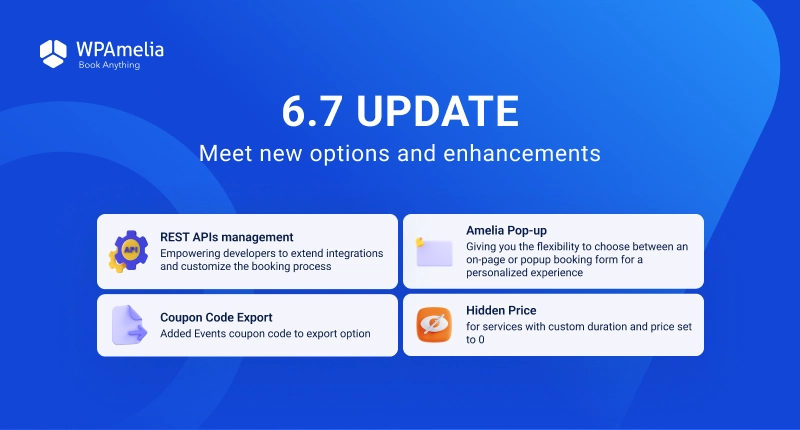 WPAmelia
Book Anything
6.7 UPDATE
Meet new options and enhancements
API
REST APIs management
Empowering developers to extend integrations
and customize the booking process
Amelia Pop-up
Giving you the flexibility to choose between an
on-page or popup booking form for a
personalized experience
Coupon Code Export
Added Events coupon code to export option
Hidden Price
for services with custom duration and price set
to 0